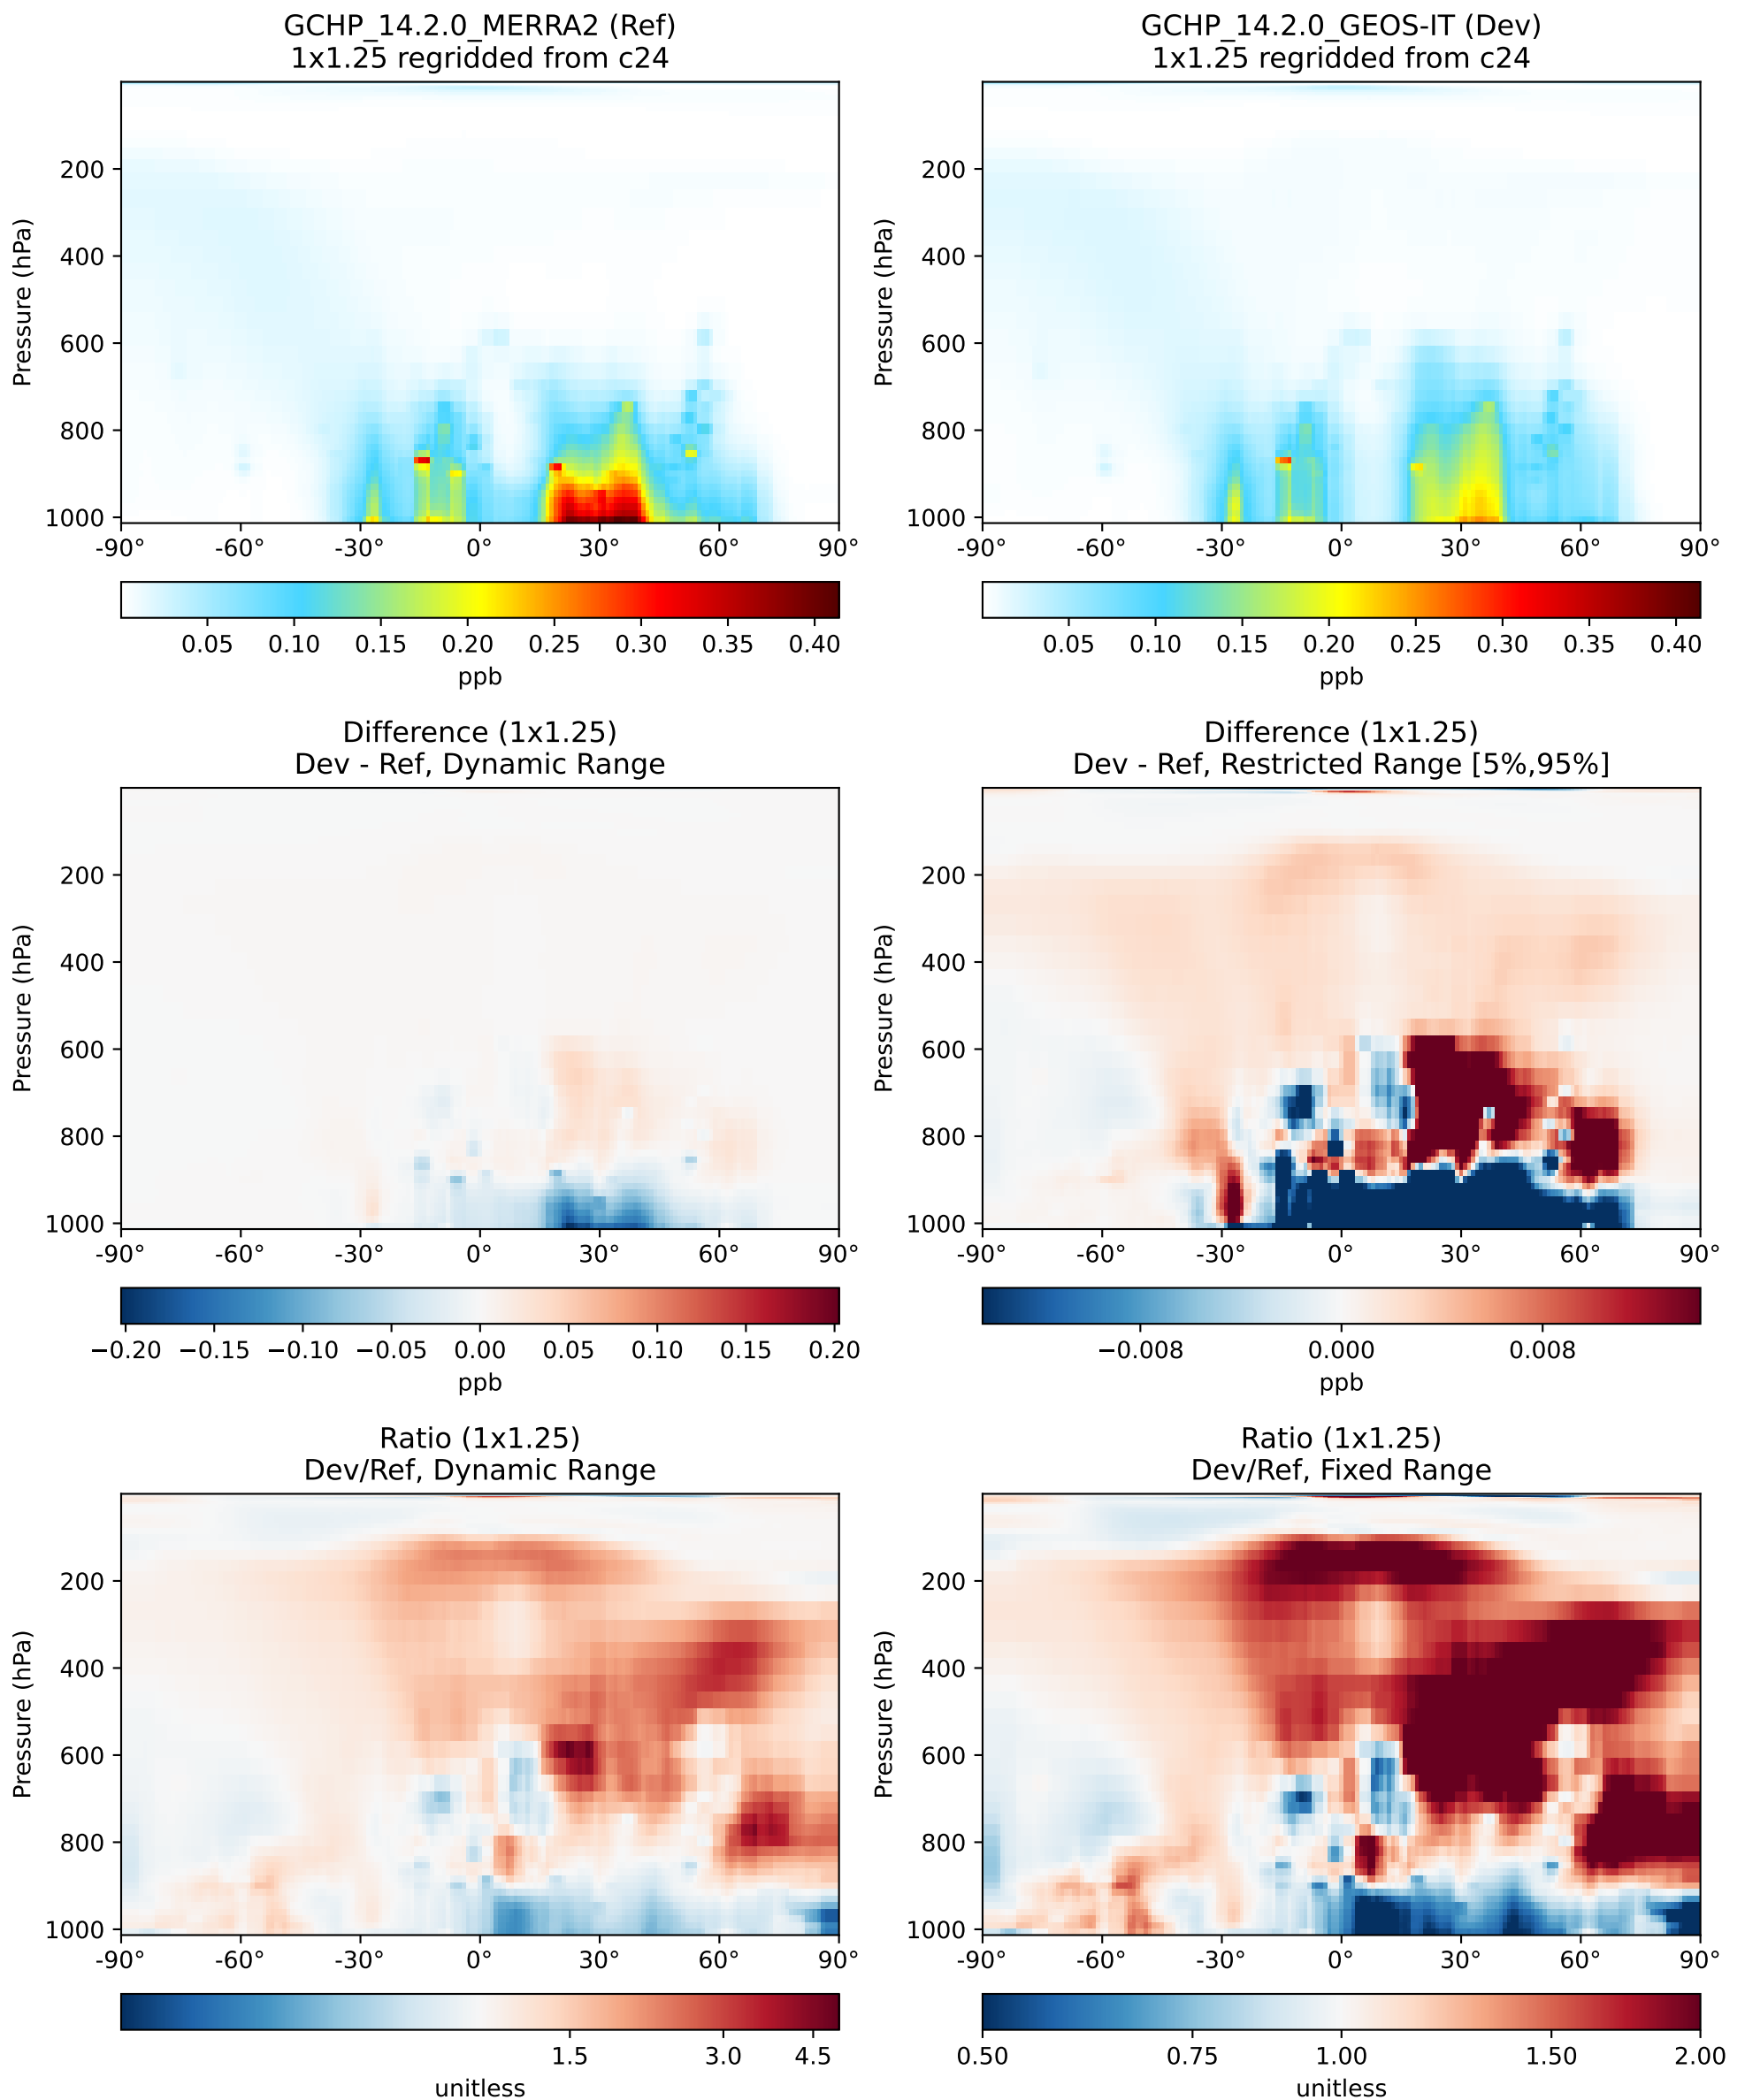 GCHP_14.2.0_MERRA2 (Ref)
1x1.25 regridded from c24
Pressure (hPa)
200
400
600
800
1000
-90° -60° -30° 0° 30° 60° 90°
0.05 0.10 0.15 0.20 0.25 0.30 0.35 0.40
ppb
GCHP_14.2.0_GEOS-IT (Dev)
1x1.25 regridded from c24
Pressure (hPa)
200
400
600
800
1000
-90° -60° -30° 0° 30° 60° 90°
0.05 0.10 0.15 0.20 0.25 0.30 0.35 0.40
ppb
Difference (1x1.25)
Dev - Ref, Dynamic Range
Pressure (hPa)
200
400
600
800
1000
-90° -60° -30° 0° 30° 60° 90°
−0.20 −0.15 −0.10 −0.05 0.00 0.05 0.10 0.15 0.20
ppb
Difference (1x1.25)
Dev - Ref, Restricted Range [5%,95%]
Pressure (hPa)
200
400
600
800
1000
-90° -60° -30° 0° 30° 60° 90°
−0.008 0.000 0.008
ppb
Ratio (1x1.25)
Dev/Ref, Dynamic Range
Pressure (hPa)
200
400
600
800
1000
-90° -60° -30° 0° 30° 60° 90°
1.5 3.0 4.5
unitless
Ratio (1x1.25)
Dev/Ref, Fixed Range
Pressure (hPa)
200
400
600
800
1000
-90° -60° -30° 0° 30° 60° 90°
0.50 0.75 1.00 1.50 2.00
unitless